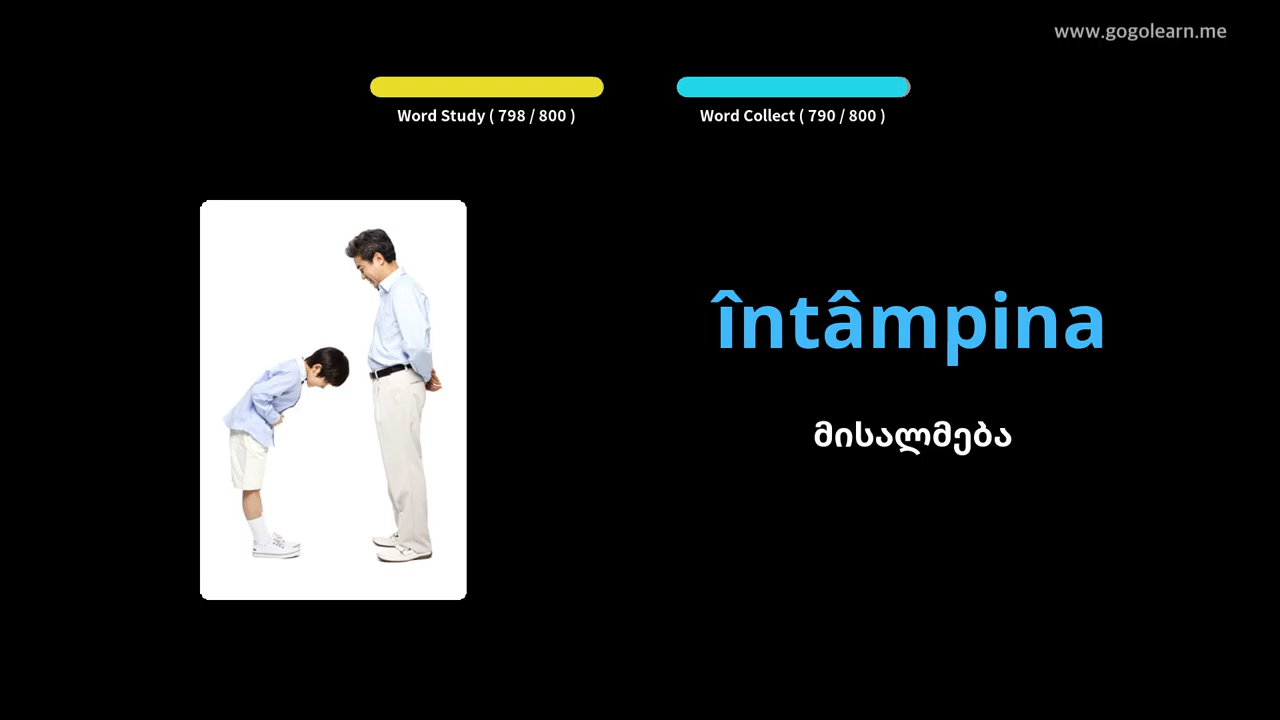 www.gogolearn.me
Word Study ( 798 / 800 )
Word Collect ( 790 / 800 )
întâmpina
მისალმება